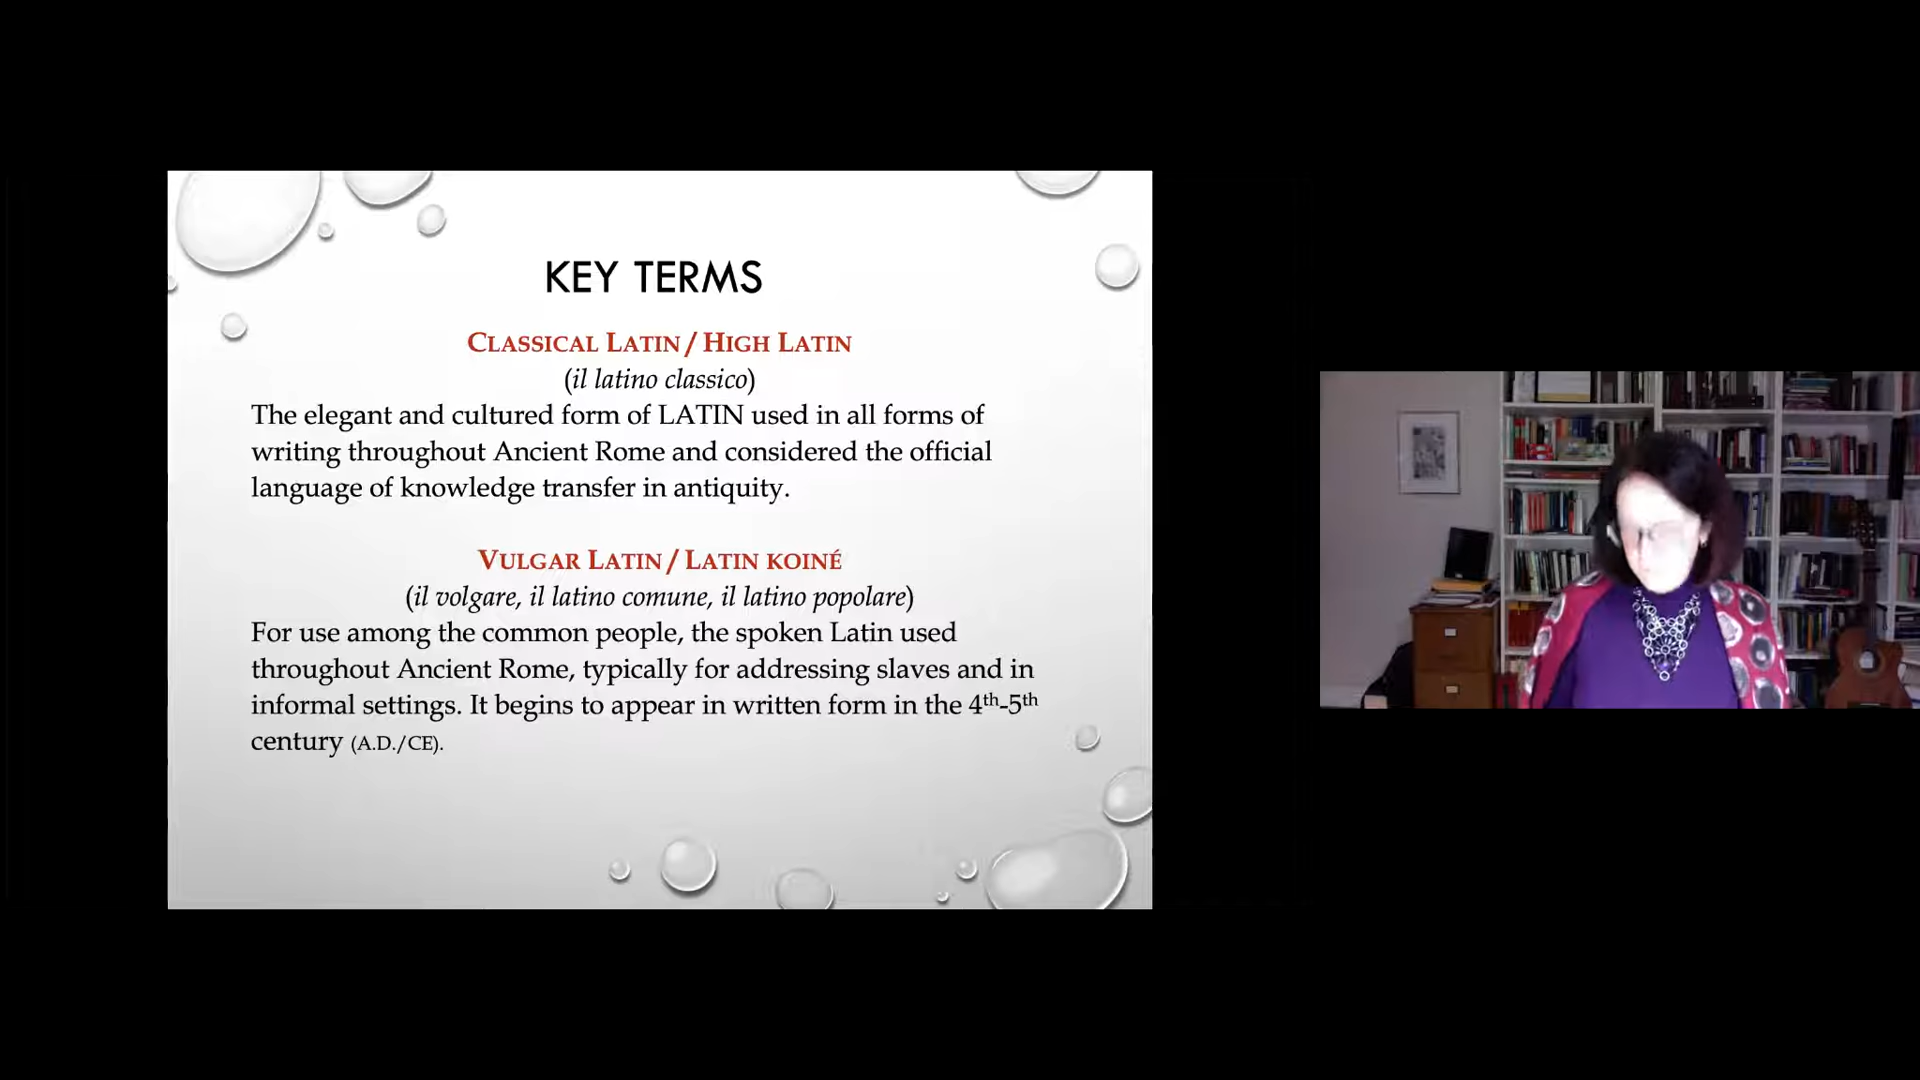 KEY TERMS
CLASSICAL LATIN / HIGH LATIN
(il latino classico)
The elegant and cultured form of LATIN used in all forms of
writing throughout Ancient Rome and considered the official
language of knowledge transfer in antiquity.
VULGAR LATIN / LATIN KOINÉ
(il volgare, il latino comune, il latino popolare)
For use among the common people, the spoken Latin used
throughout Ancient Rome, typically for addressing slaves and in
informal settings. It begins to appear in written form in the 4th-5th
century (A.D./CE).